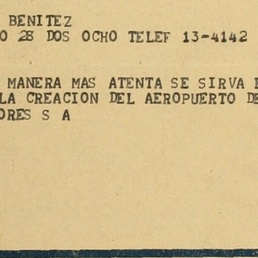 BENITEZ
O 28 DOS OCHO TELEF 13-4142
MANERA MAS ATENTA SE SIRVA
LA CREACION DEL AEROPUERTO DE
ORES S A